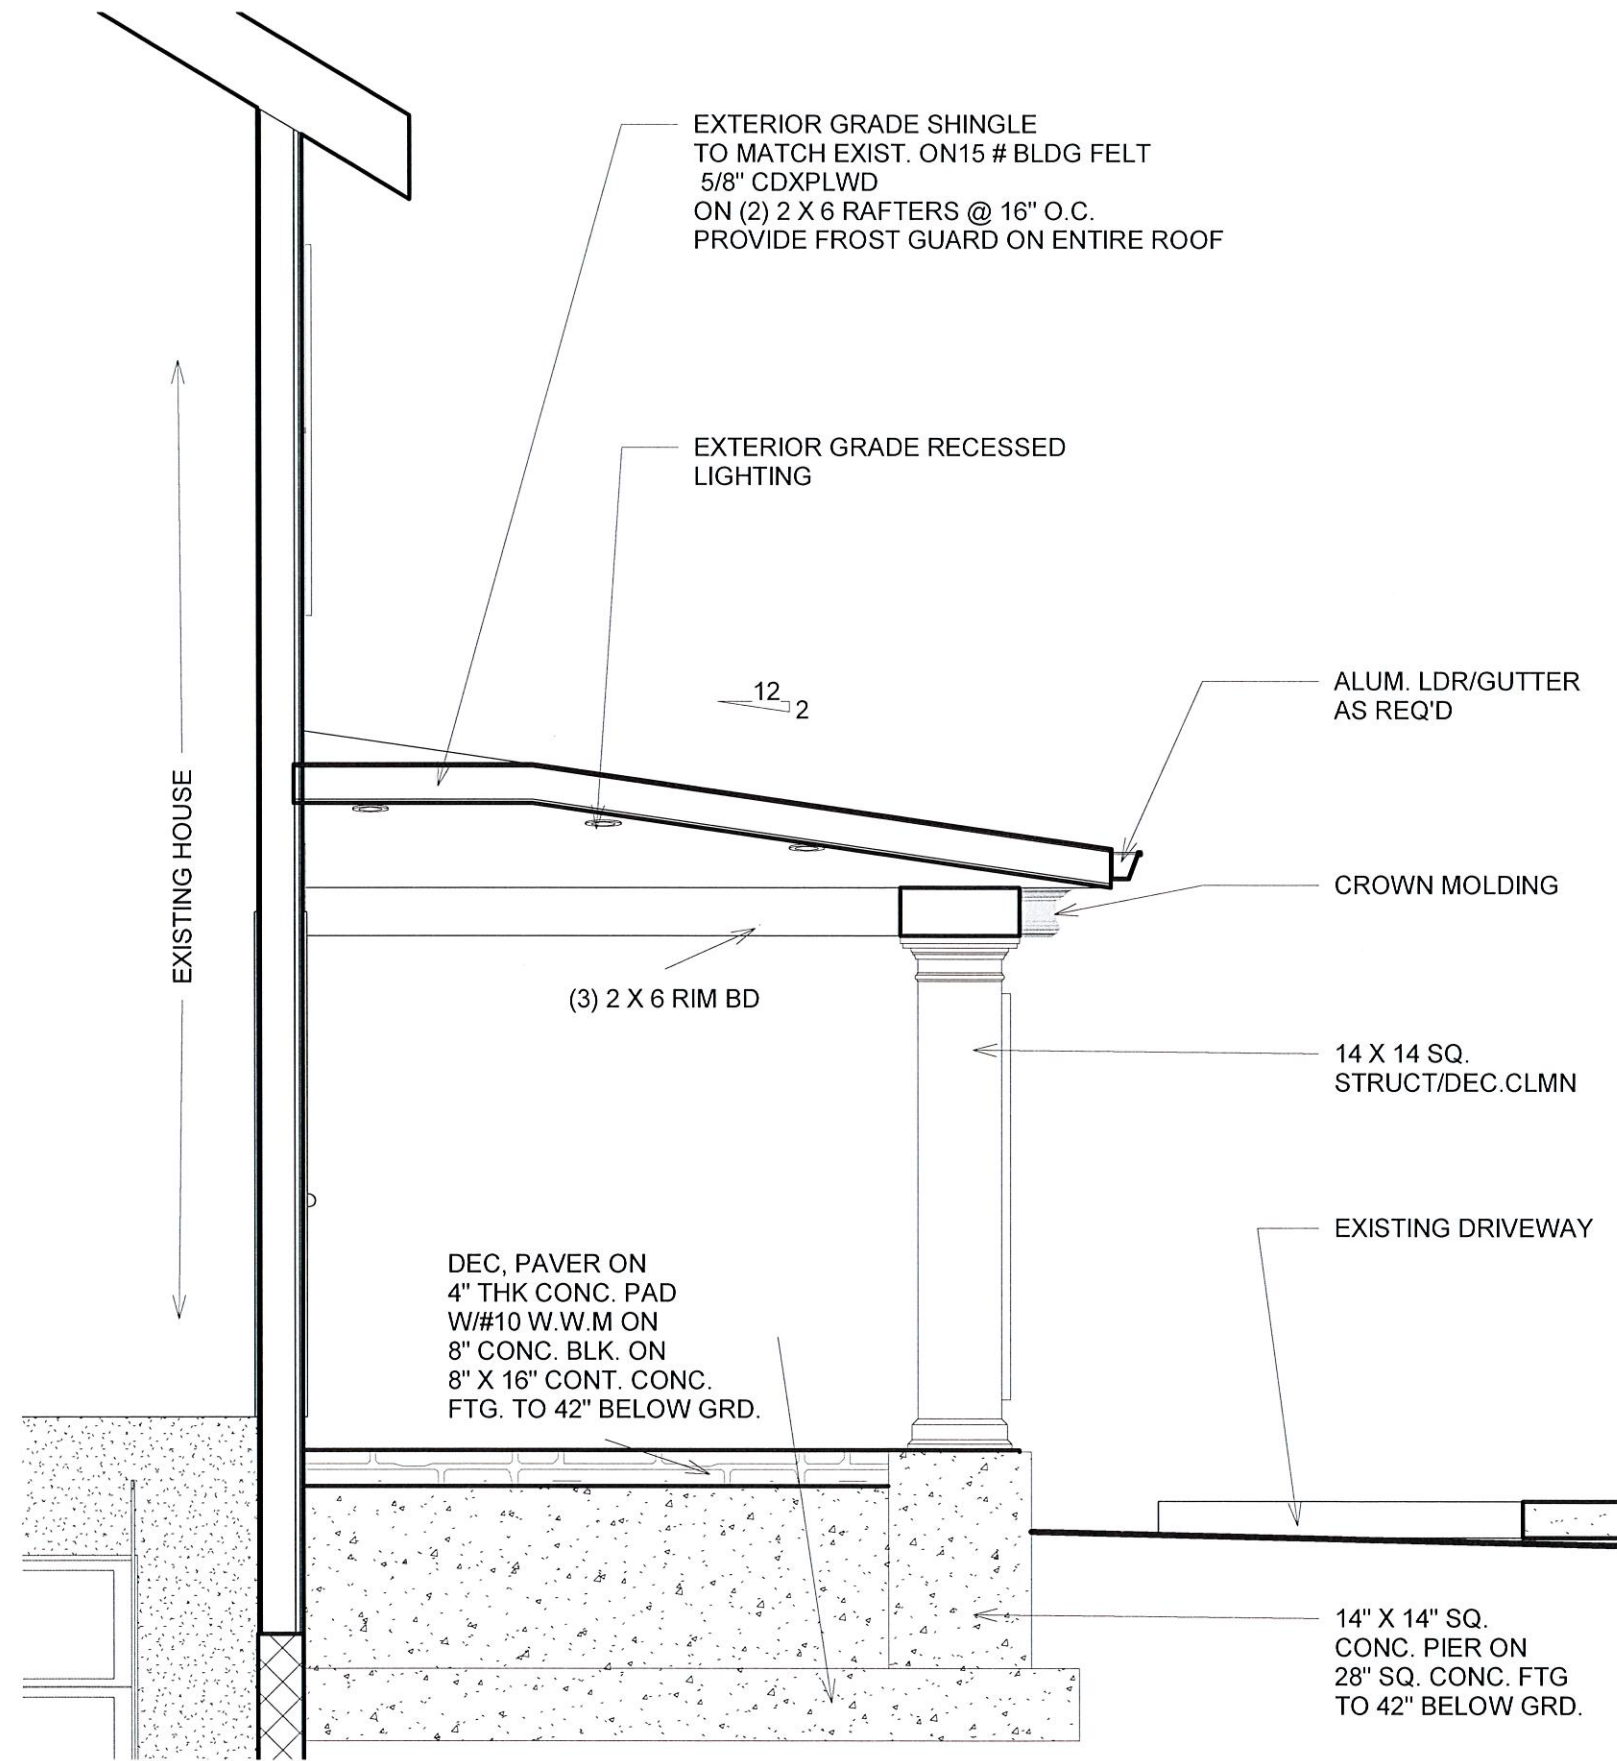 EXTERIOR GRADE SHINGLE
TO MATCH EXIST. ON15 # BLDG FELT
5/8" CDXPLWD
ON (2) 2 X 6 RAFTERS @ 16" O.C.
PROVIDE FROST GUARD ON ENTIRE ROOF
EXTERIOR GRADE RECESSED
LIGHTING
12
2
ALUM. LDR/GUTTER
AS REQ'D
EXISTING HOUSE
CROWN MOLDING
(3) 2 X 6 RIM BD
14 X 14 SQ.
STRUCT/DEC.CLMN
EXISTING DRIVEWAY
DEC, PAVER ON
4" THK CONC. PAD
W/#10 W.W.M ON
8" CONC. BLK. ON
8" X 16" CONT. CONC.
FTG. TO 42" BELOW GRD.
14" X 14" SQ.
CONC. PIER ON
28" SQ. CONC. FTG
TO 42" BELOW GRD.